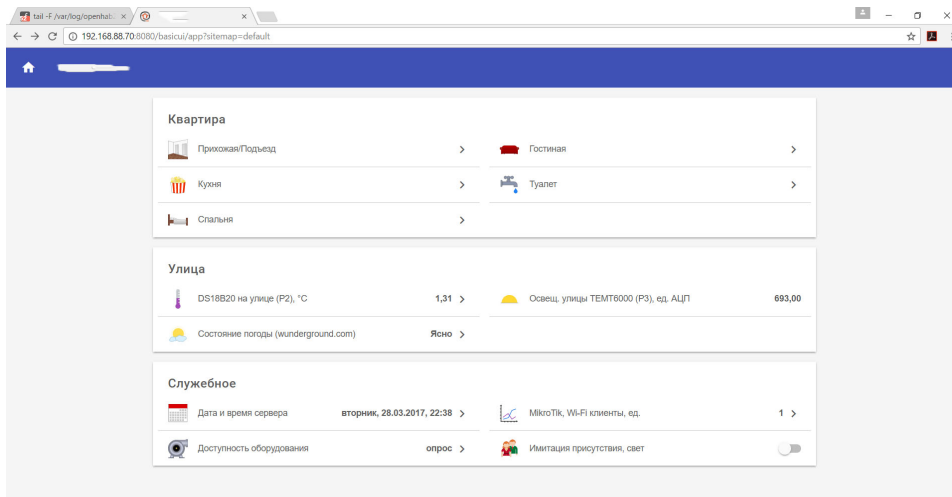 tail -F /var/log/openhab
192.168.88.70:8080/basicui/app?sitemap=default
Квартира
Прихожая/Подъезд
Гостиная
Кухня
Туалет
Спальня
Улица
DS18B20 на улице (P2), °C 1,31
Освещ. улицы TEMT6000 (P3), ед. АЦП 693,00
Состояние погоды (wunderground.com) Ясно
Служебное
Дата и время сервера вторник, 28.03.2017, 22:38
MikroTik, Wi-Fi клиенты, ед. 1
Доступность оборудования опрос
Имитация присутствия, свет